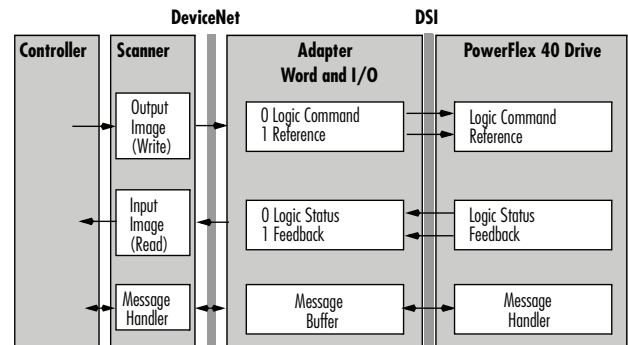 DeviceNet
DSI
Controller
Scanner
Adapter
Word and I/O
PowerFlex 40 Drive
Output
Image
(Write)
0 Logic Command
1 Reference
Logic Command
Reference
Input
Image
(Read)
0 Logic Status
1 Feedback
Logic Status
Feedback
Message
Handler
Message
Buffer
Message
Handler